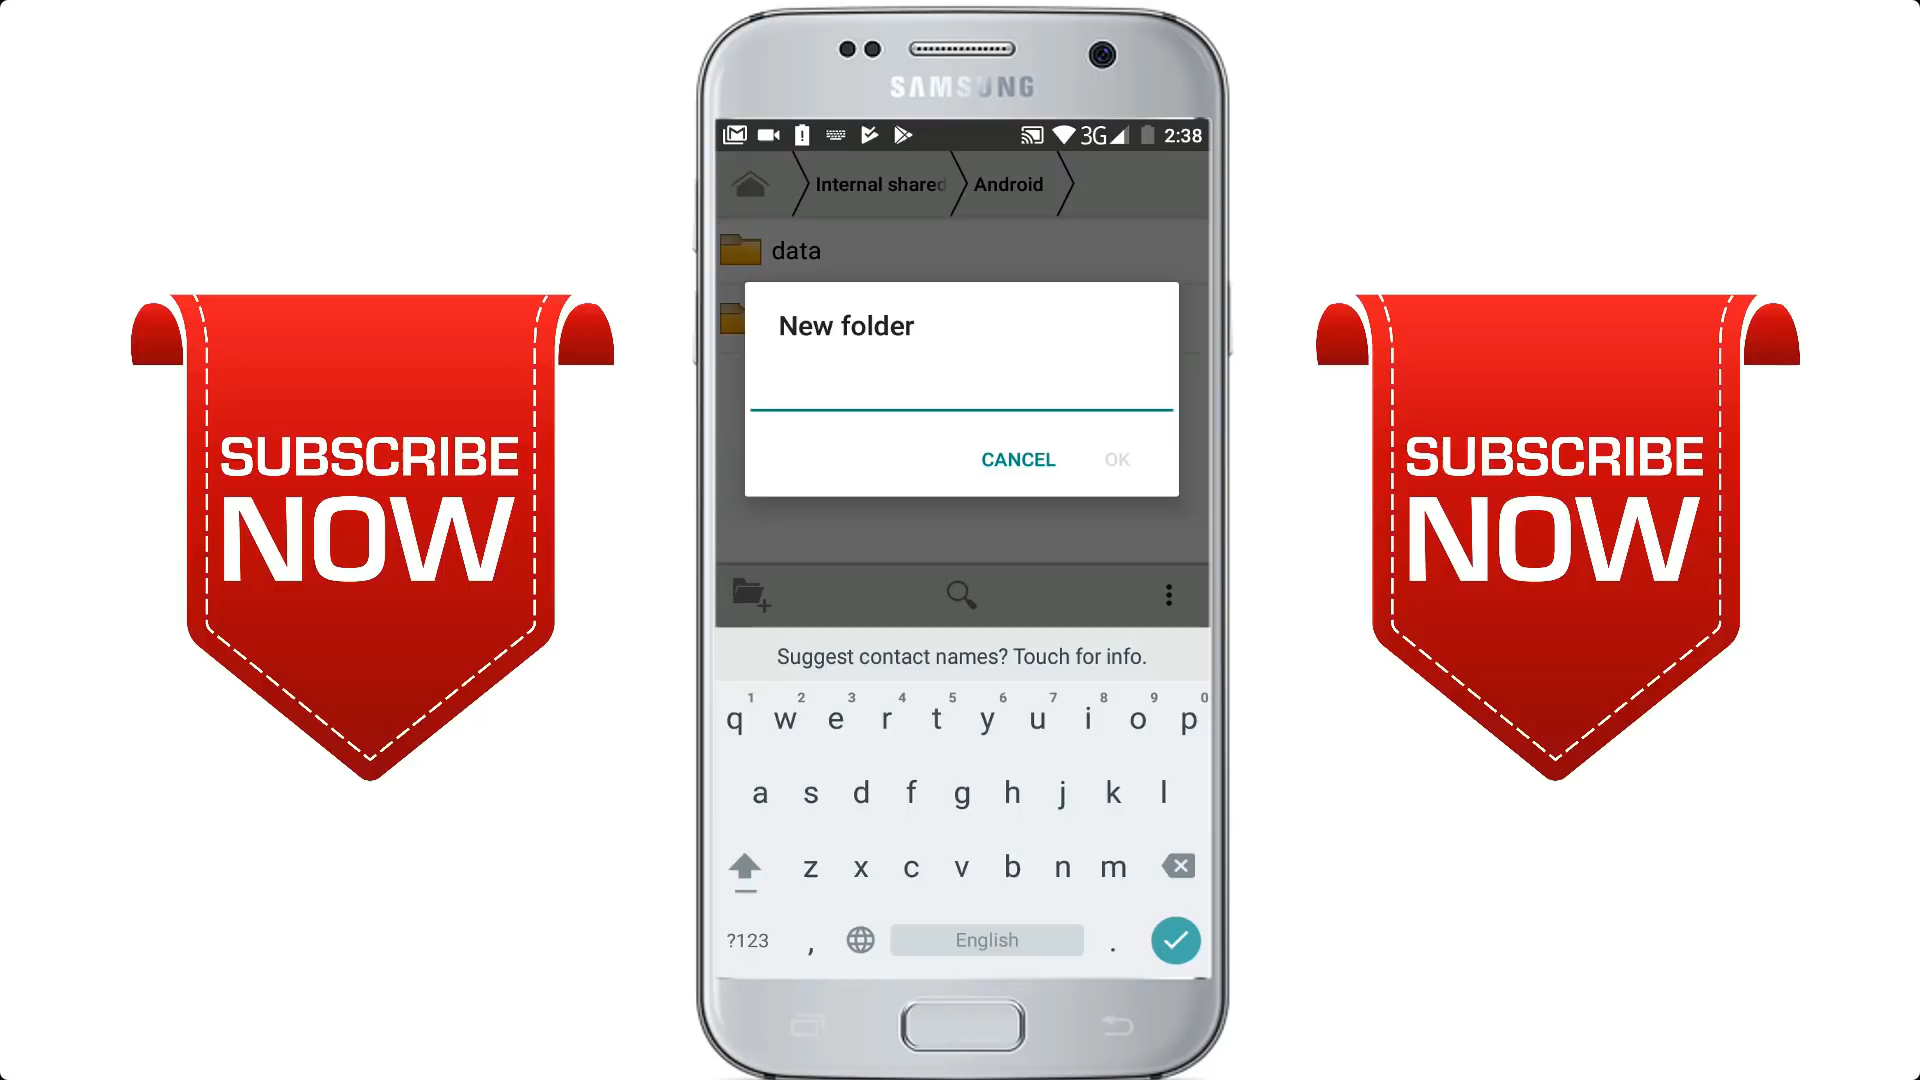 SAMSUNG
3G 2:38
Internal shared
Android
data
New folder
CANCEL OK
SUBSCRIBE
NOW
SUBSCRIBE
NOW
Suggest contact names? Touch for info.
1 2 3 4 5 6 7 8 9 0
q w e r t y u i o p
a s d f g h j k l
z x c v b n m
?123 , English .